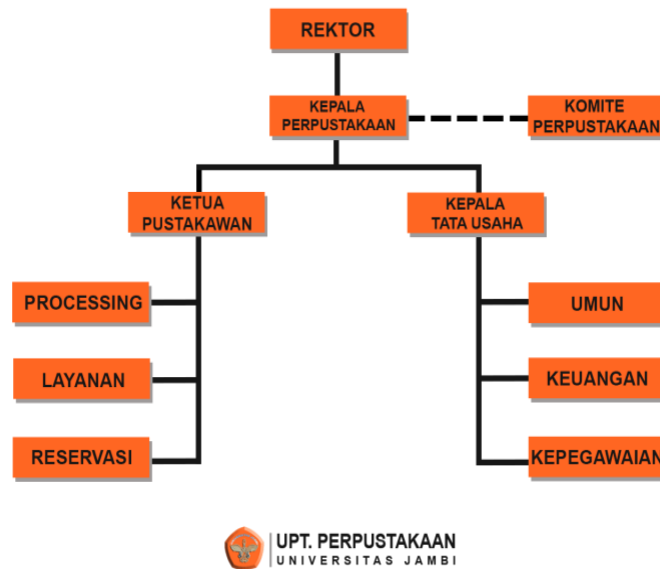 REKTOR
KEPALA
PERPUSTAKAAN
KOMITE
PERPUSTAKAAN
KETUA
PUSTAKAWAN
KEPALA
TATA USAHA
PROCESSING
UMUN
LAYANAN
KEUANGAN
RESERVASI
KEPEGAWAIAN
UPT. PERPUSTAKAAN
UNIVERSITAS JAMBI